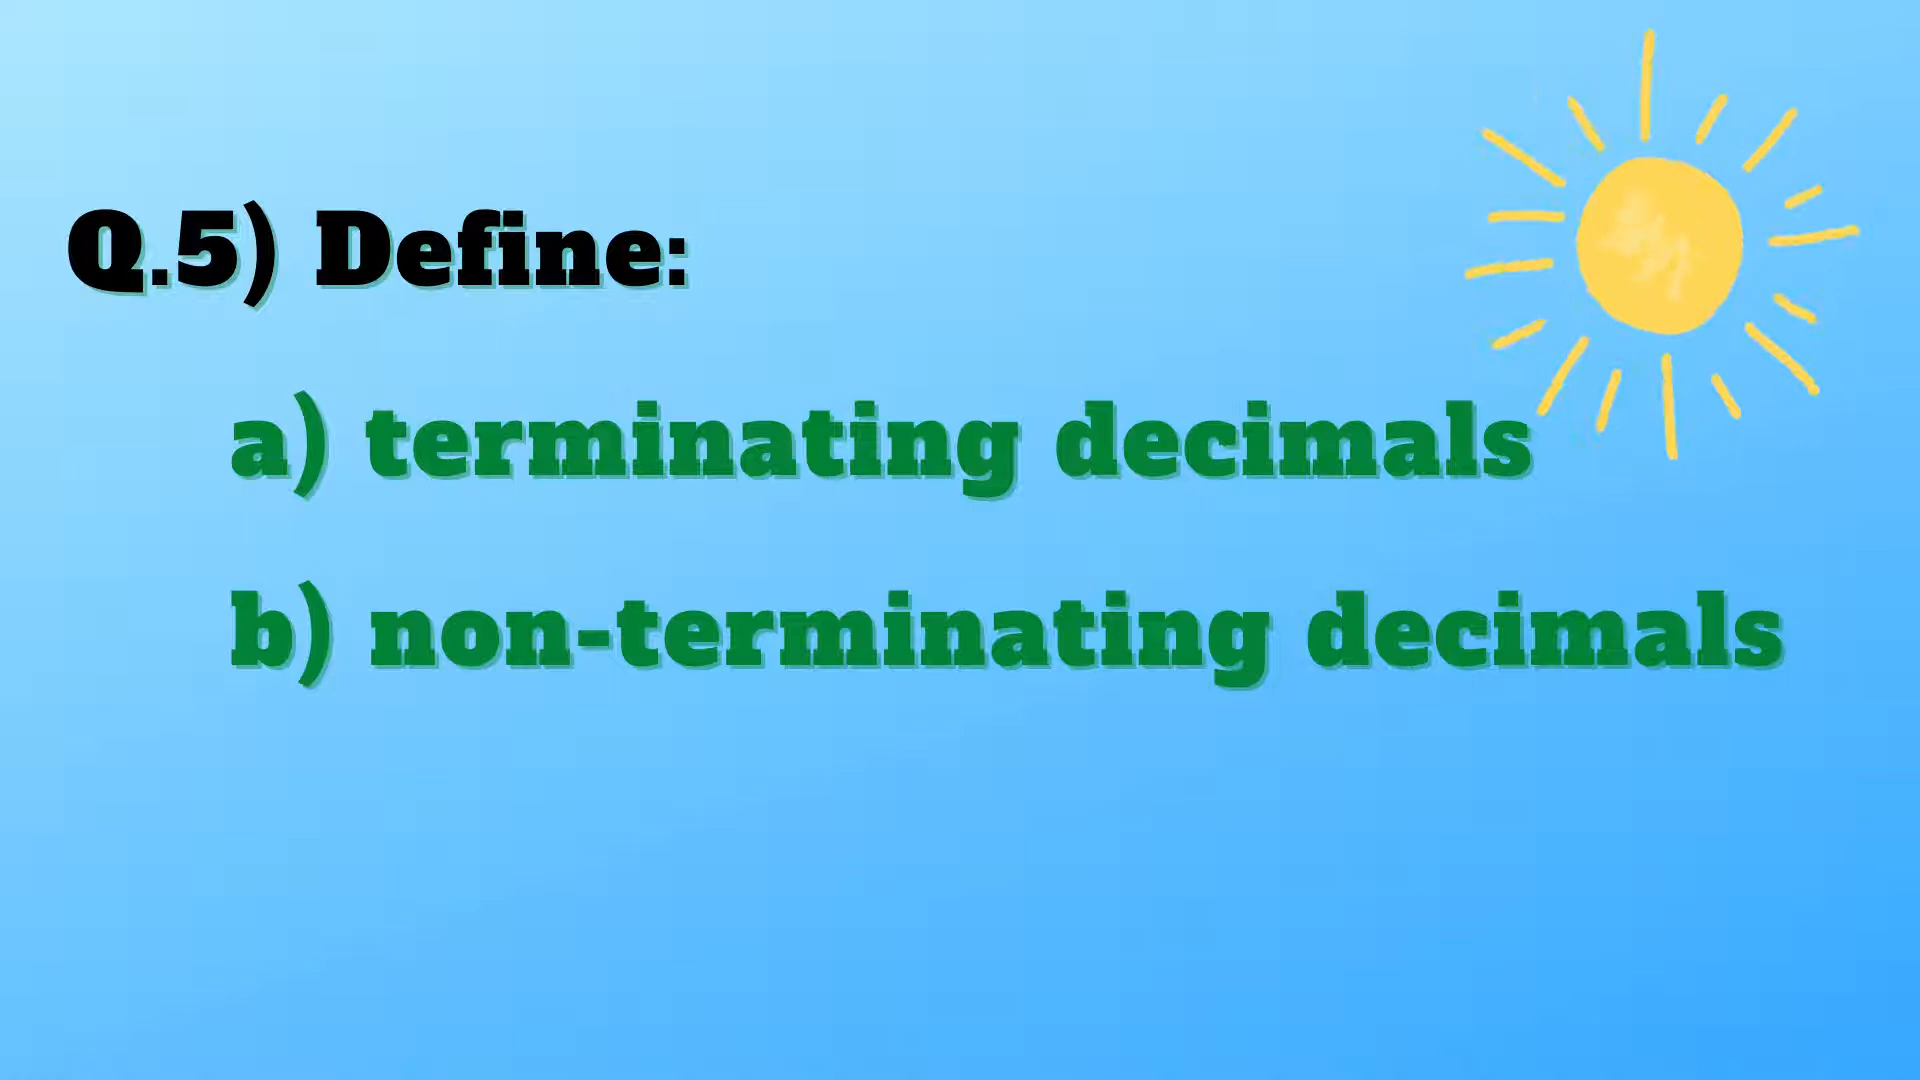 Q.5) Define:
a) terminating decimals
b) non-terminating decimals